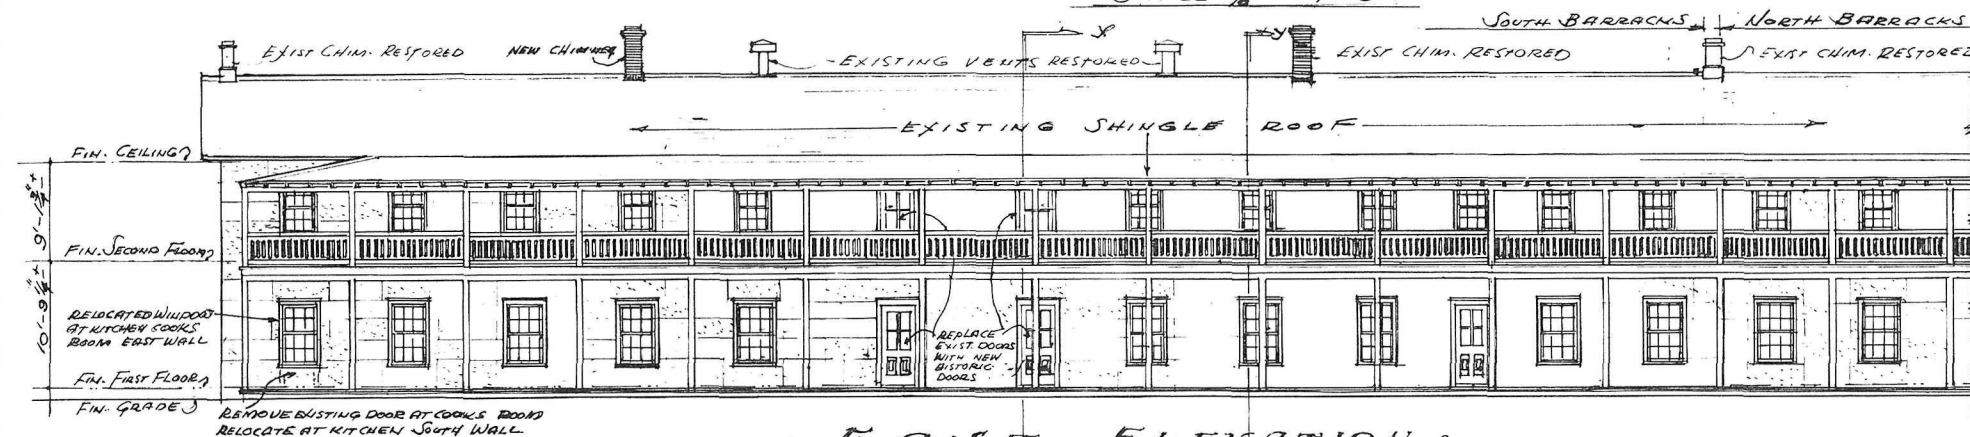 SOUTH BARRACKS
NORTH BARRACKS
EXIST CHIM. RESTORED
NEW CHIMNEY
EXISTING VENTS RESTORED
EXIST CHIM. RESTORED
EXIST CHIM. RESTORED
EXISTING SHINGLE ROOF
FIN. CEILING
FIN. SECOND FLOOR
RELOCATED WINDOW
AT KITCHEN COOKS
ROOM EAST WALL
REPLACE
EXIST. DOORS
WITH NEW
HISTORIC
DOORS
FIN. FIRST FLOOR
FIN. GRADE
REMOVE EXISTING DOOR AT COOKS ROOM
RELOCATE AT KITCHEN SOUTH WALL
ELEVATION